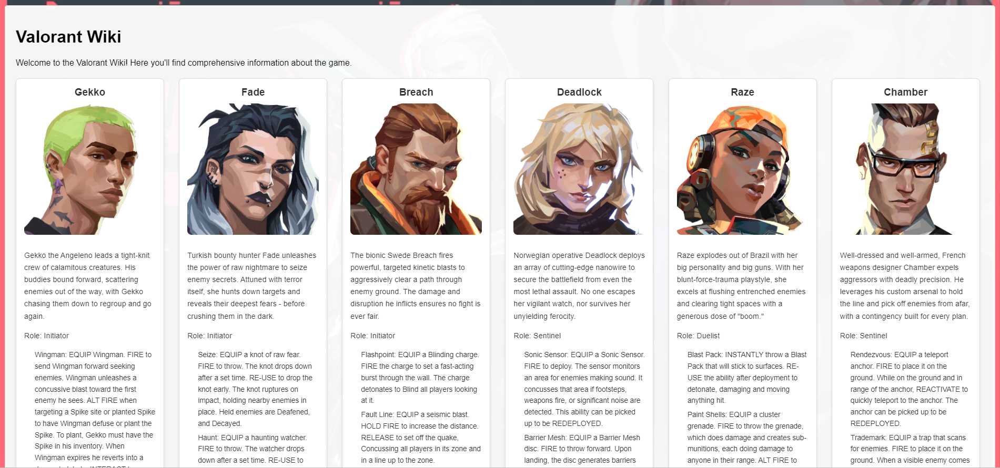 Valorant Wiki
Welcome to the Valorant Wiki! Here you'll find comprehensive information about the game.
Gekko
Gekko the Angeleno leads a tight-knit
crew of calamitous creatures. His
buddies bound forward, scattering
enemies out of the way, with Gekko
chasing them down to regroup and go
again.
Role: Initiator
Wingman: EQUIP Wingman. FIRE to
send Wingman forward seeking
enemies. Wingman unleashes a
concussive blast toward the first
enemy he sees. ALT FIRE when
targeting a Spike site or planted Spike
to have Wingman defuse or plant the
Spike. To plant, Gekko must have the
Spike in his inventory. When
Wingman expires he reverts into a
Fade
Turkish bounty hunter Fade unleashes
the power of raw nightmare to seize
enemy secrets. Attuned with terror
itself, she hunts down targets and
reveals their deepest fears - before
crushing them in the dark.
Role: Initiator
Seize: EQUIP a knot of raw fear.
FIRE to throw. The knot drops down
after a set time. RE-USE to drop the
knot early. The knot ruptures on
impact, holding nearby enemies in
place. Held enemies are Deafened,
and Decayed.
Haunt: EQUIP a haunting watcher.
FIRE to throw. The watcher drops
down after a set time. RE-USE to
Breach
The bionic Swede Breach fires
powerful, targeted kinetic blasts to
aggressively clear a path through
enemy ground. The damage and
disruption he inflicts ensures no fight is
ever fair.
Role: Initiator
Flashpoint: EQUIP a Blinding charge.
FIRE the charge to set a fast-acting
burst through the wall. The charge
detonates to Blind all players looking
at it.
Fault Line: EQUIP a seismic blast.
HOLD FIRE to increase the distance.
RELEASE to set off the quake,
Concussing all players in its zone and
in a line up to the zone.
Deadlock
Norwegian operative Deadlock deploys
an array of cutting-edge nanowire to
secure the battlefield from even the
most lethal assault. No one escapes
her vigilant watch, nor survives her
unyielding ferocity.
Role: Sentinel
Sonic Sensor: EQUIP a Sonic Sensor.
FIRE to deploy. The sensor monitors
an area for enemies making sound. It
concusses that area if footsteps,
weapons fire, or significant noise are
detected. This ability can be picked
up to be REDEPLOYED.
Barrier Mesh: EQUIP a Barrier Mesh
disc. FIRE to throw forward. Upon
landing, the disc generates barriers
Raze
Raze explodes out of Brazil with her
big personality and big guns. With her
blunt-force-trauma playstyle, she
excels at flushing entrenched enemies
and clearing tight spaces with a
generous dose of "boom."
Role: Duelist
Blast Pack: INSTANTLY throw a Blast
Pack that will stick to surfaces. RE-
USE the ability after deployment to
detonate, damaging and moving
anything hit.
Paint Shells: EQUIP a cluster
grenade. FIRE to throw the grenade,
which does damage and creates sub-
munitions, each doing damage to
anyone in their range. ALT FIRE to
Chamber
Well-dressed and well-armed, French
weapons designer Chamber expels
aggressors with deadly precision. He
leverages his custom arsenal to hold
the line and pick off enemies from afar,
with a contingency built for every plan.
Role: Sentinel
Rendezvous: EQUIP a teleport
anchor. FIRE to place it on the
ground. While on the ground and in
range of the anchor, REACTIVATE to
quickly teleport to the anchor. The
anchor can be picked up to be
REDEPLOYED.
Trademark: EQUIP a trap that scans
for enemies. FIRE to place it on the
ground. When a visible enemy comes